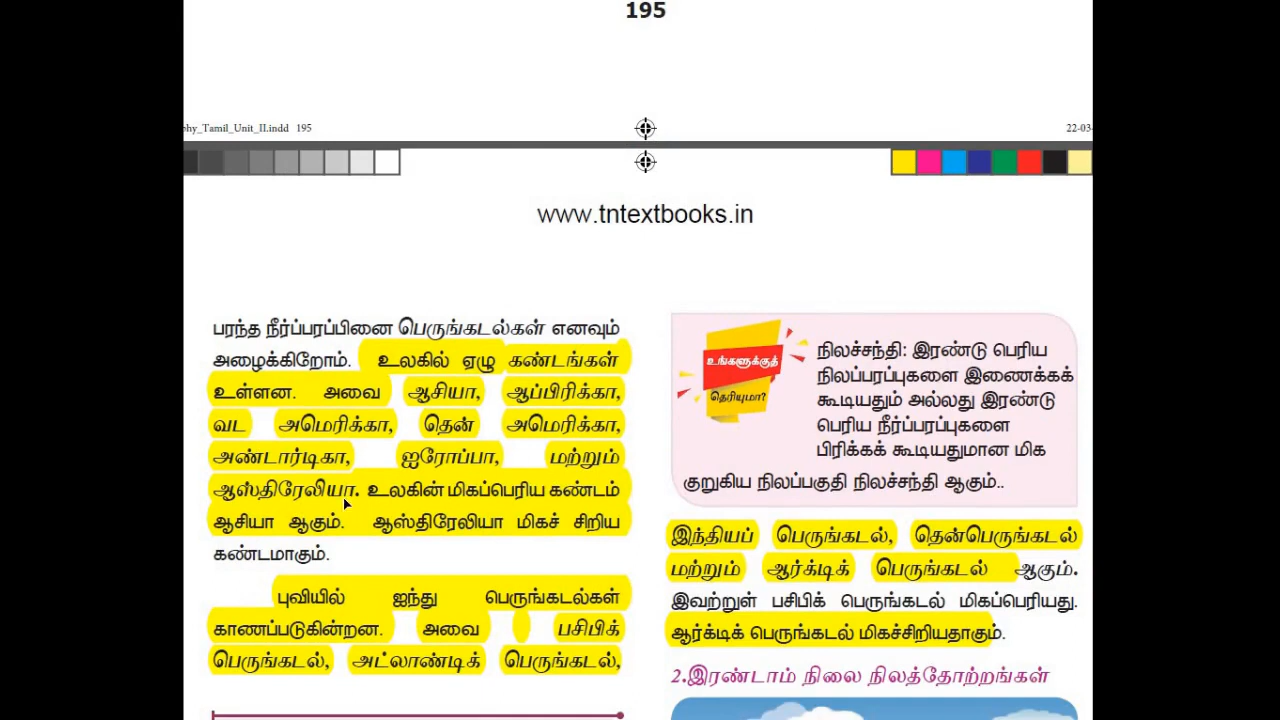 195
hy_Tamil_Unit_II.indd 195
22-03-
www.tntextbooks.in
பரந்த நீர்ப்பரப்பினை பெருங்கடல்கள் எனவும்
அழைக்கிறோம். உலகில் ஏழு கண்டங்கள்
உள்ளன. அவை ஆசியா, ஆப்பிரிக்கா,
வட அமெரிக்கா, தென் அமெரிக்கா,
அண்டார்டிகா, ஐரோப்பா, மற்றும்
ஆஸ்திரேலியா. உலகின் மிகப்பெரிய கண்டம்
ஆசியா ஆகும். ஆஸ்திரேலியா மிகச் சிறிய
கண்டமாகும்.
புவியில் ஐந்து பெருங்கடல்கள்
காணப்படுகின்றன. அவை பசிபிக்
பெருங்கடல், அட்லாண்டிக் பெருங்கடல்,
உங்களுக்குத்
தெரியுமா?
நிலச்சந்தி: இரண்டு பெரிய
நிலப்பரப்புகளை இணைக்கக்
கூடியதும் அல்லது இரண்டு
பெரிய நீர்ப்பரப்புகளை
பிரிக்கக் கூடியதுமான மிக
குறுகிய நிலப்பகுதி நிலச்சந்தி ஆகும்..
இந்தியப் பெருங்கடல், தென்பெருங்கடல்
மற்றும் ஆர்க்டிக் பெருங்கடல் ஆகும்.
இவற்றுள் பசிபிக் பெருங்கடல் மிகப்பெரியது.
ஆர்க்டிக் பெருங்கடல் மிகச்சிறியதாகும்.
2.இரண்டாம் நிலை நிலத்தோற்றங்கள்